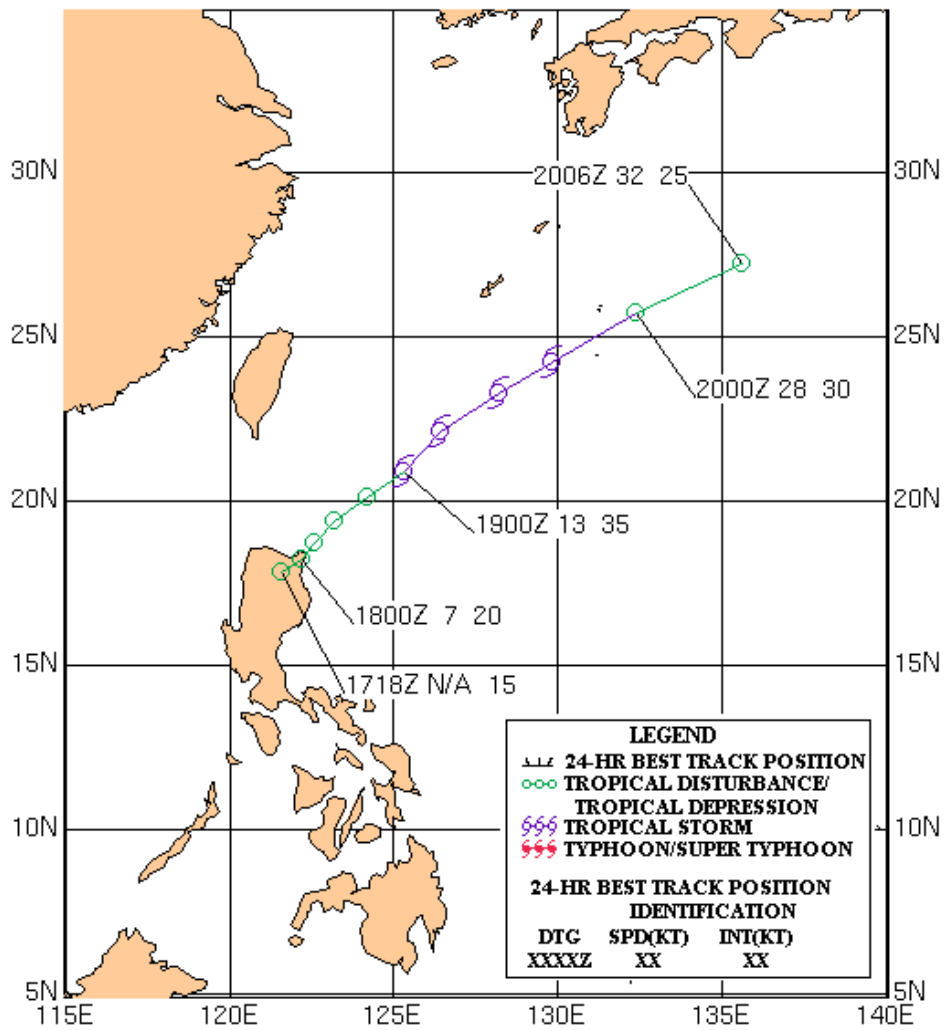 30N
2006Z 32 25
30N
25N
25N
2000Z 28 30
20N
20N
1900Z 13 35
1800Z 7 20
15N
15N
1718Z N/A 15
LEGEND
24-HR BEST TRACK POSITION
TROPICAL DISTURBANCE/
TROPICAL DEPRESSION
10N
10N
TROPICAL STORM
TYPHOON/SUPER TYPHOON
24-HR BEST TRACK POSITION
IDENTIFICATION
DTG SPD(KT) INT(KT)
XXXXZ XX XX
5N
5N
115E 120E 125E 130E 135E 140E